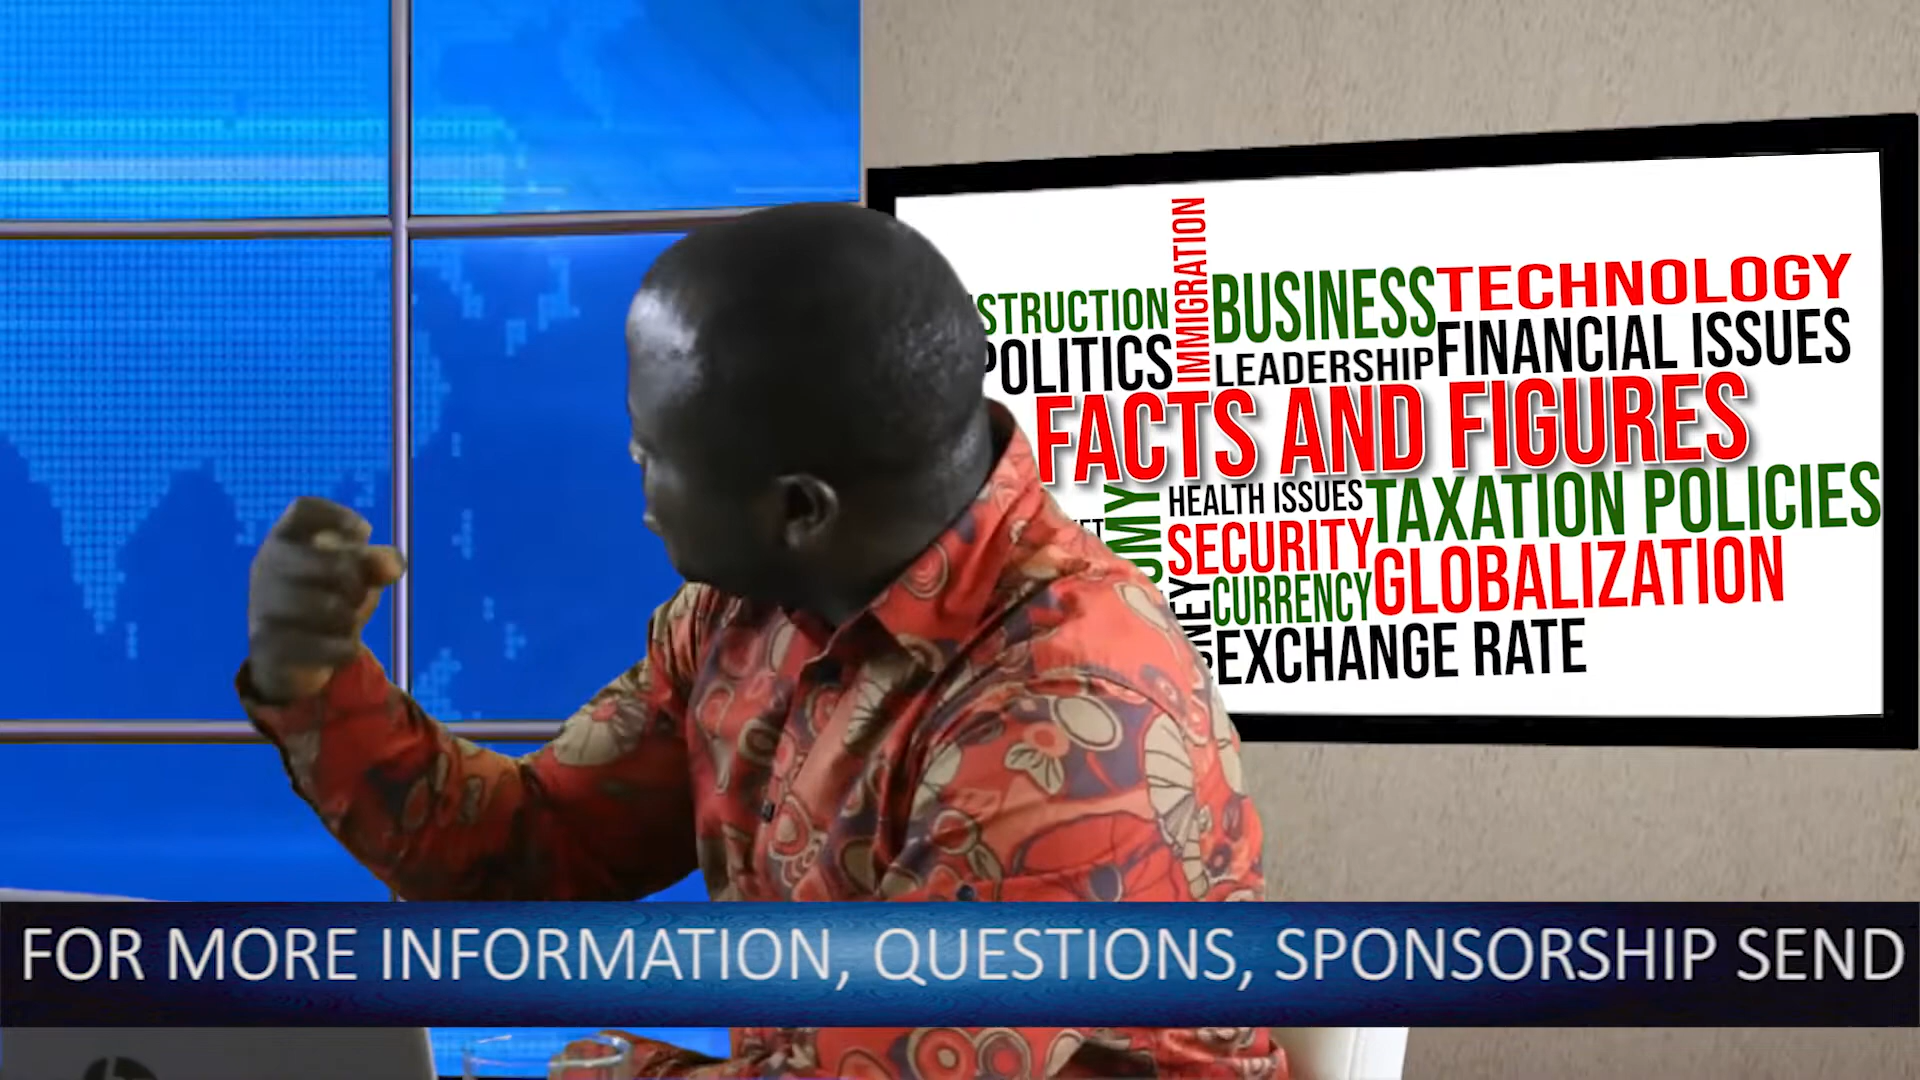 IMMIGRATION
STRUCTION
BUSINESS
TECHNOLOGY
POLITICS
LEADERSHIP
FINANCIAL ISSUES
FACTS AND FIGURES
HEALTH ISSUES
TAXATION POLICIES
SECURITY
GLOBALIZATION
CURRENCY
EXCHANGE RATE
FOR MORE INFORMATION, QUESTIONS, SPONSORSHIP SEND